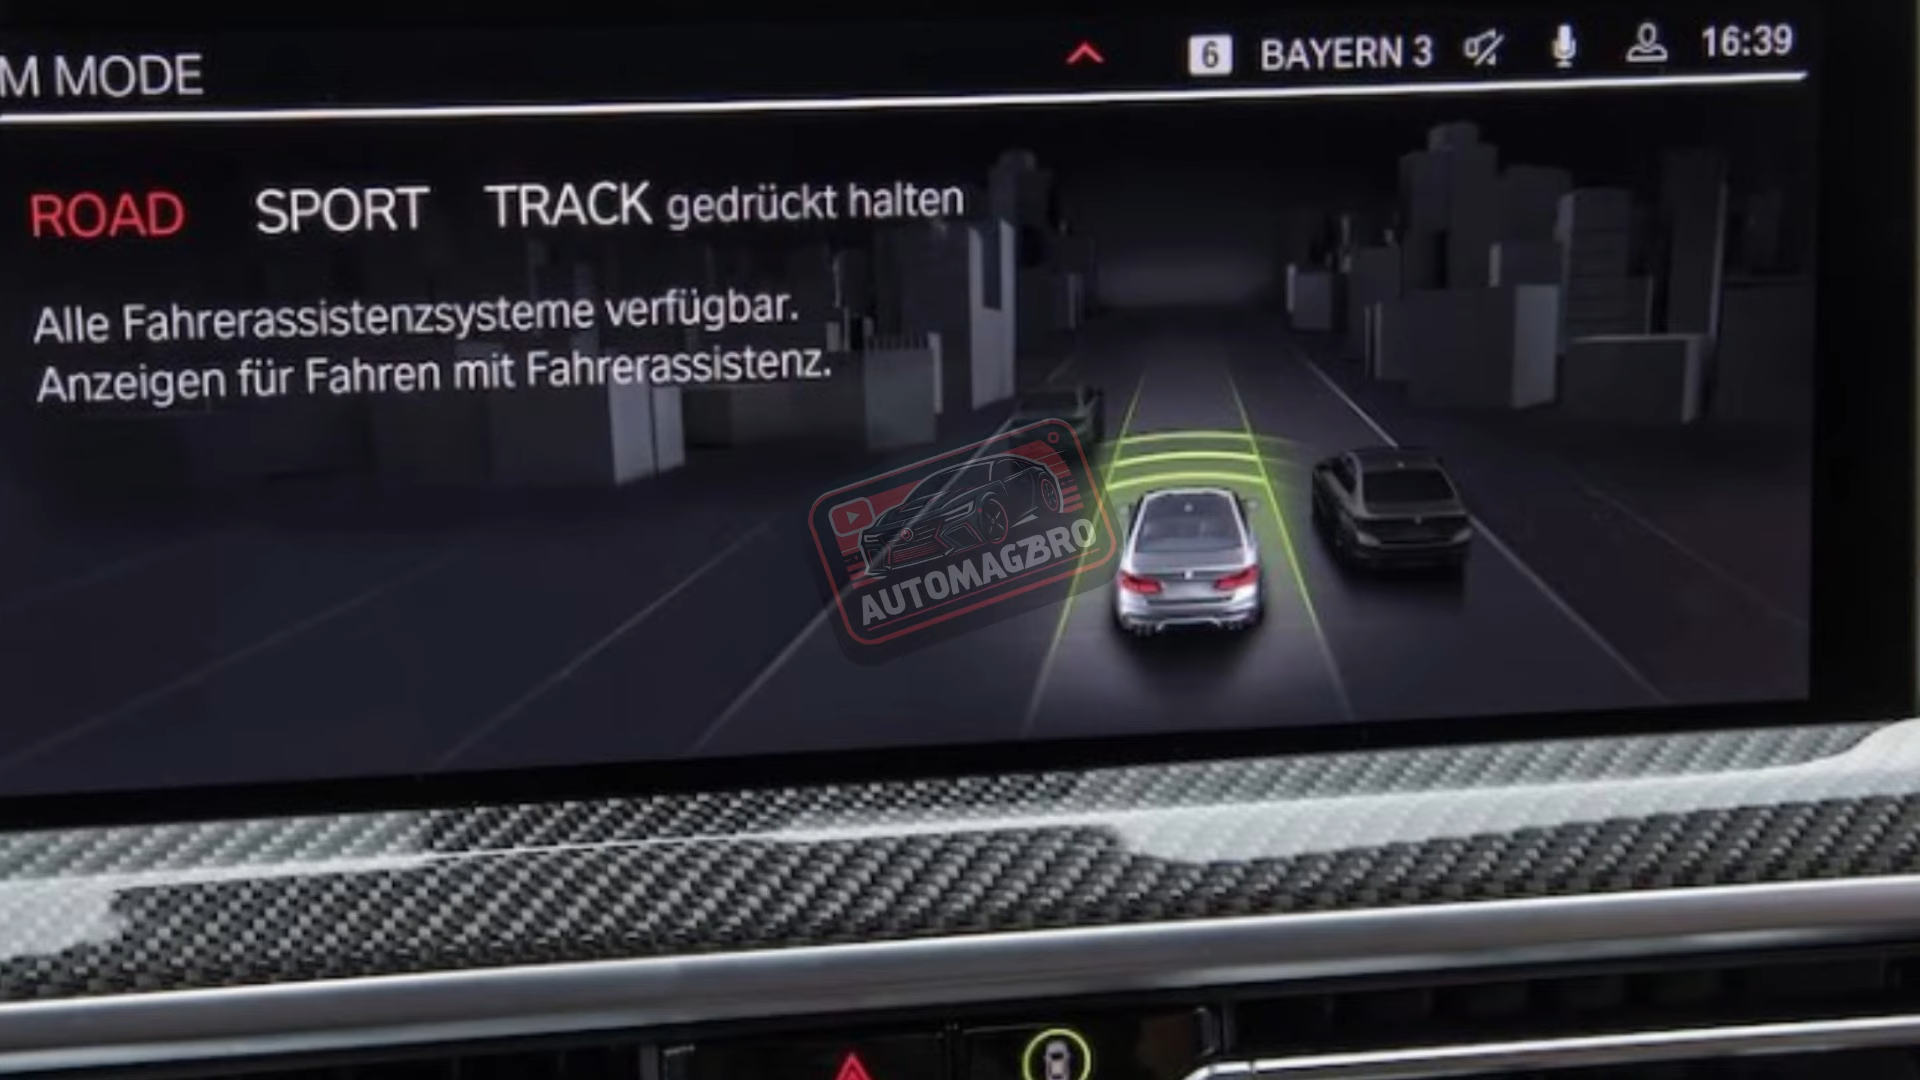 M MODE
6 BAYERN 3 16:39
ROAD SPORT TRACK gedrückt halten
Alle Fahrerassistenzsysteme verfügbar.
Anzeigen für Fahren mit Fahrerassistenz.
AUTOMAGZBRO